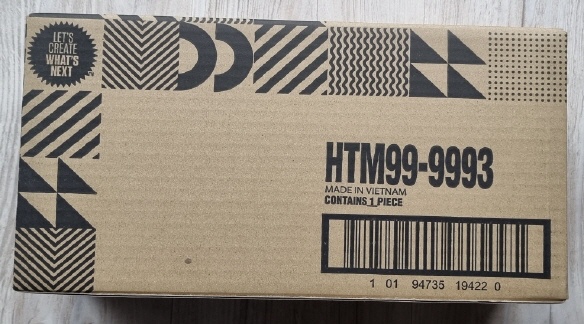 LET'S
CREATE
WHAT'S
NEXT
HTM99-9993
MADE IN VIETNAM
CONTAINS 1 PIECE
1 01 94735 19422 0